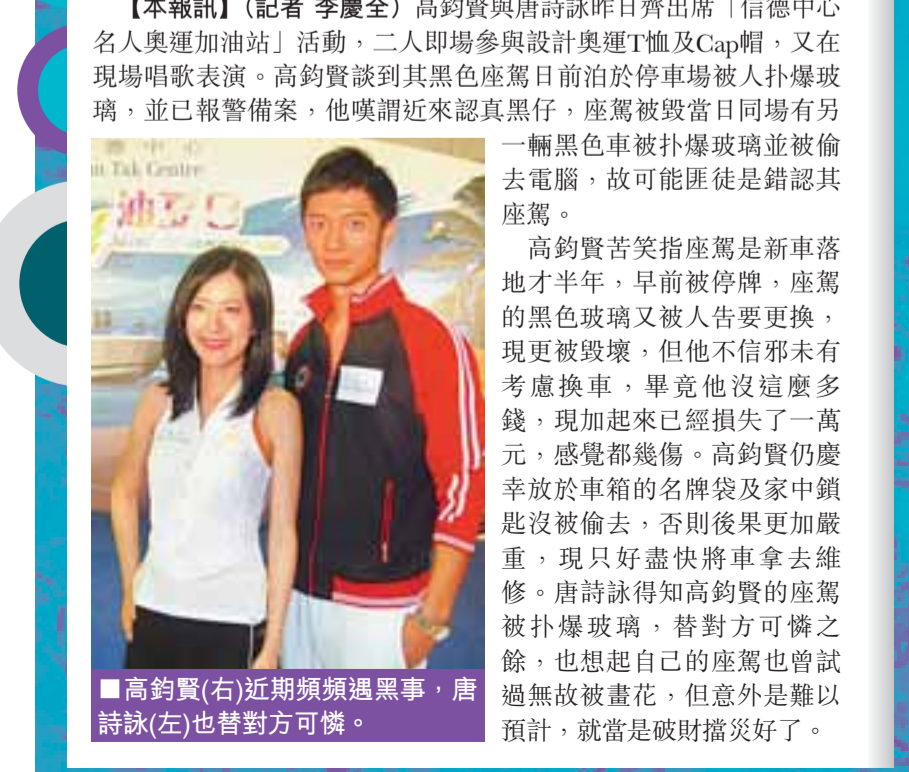 【本報訊】（記者 李慶全）高鈞賢與唐詩詠昨日齊出席「信德中心
名人奧運加油站」活動，二人即場參與設計奧運T恤及Cap帽，又在
現場唱歌表演。高鈞賢談到其黑色座駕日前泊於停車場被人扑爆玻
璃，並已報警備案，他嘆謂近來認真黑仔，座駕被毀當日同場有另
一輛黑色車被扑爆玻璃並被偷
去電腦，故可能匪徒是錯認其
座駕。
高鈞賢苦笑指座駕是新車落
地才半年，早前被停牌，座駕
的黑色玻璃又被人告要更換，
現更被毀壞，但他不信邪未有
考慮換車，畢竟他沒這麼多
錢，現加起來已經損失了一萬
元，感覺都幾傷。高鈞賢仍慶
幸放於車箱的名牌袋及家中鎖
匙沒被偷去，否則後果更加嚴
重，現只好盡快將車拿去維
修。唐詩詠得知高鈞賢的座駕
被扑爆玻璃，替對方可憐之
餘，也想起自己的座駕也曾試
過無故被畫花，但意外是難以
預計，就當是破財擋災好了。
中心
Tak Centre
油
■高鈞賢(右)近期頻頻遇黑事，唐
詩詠(左)也替對方可憐。